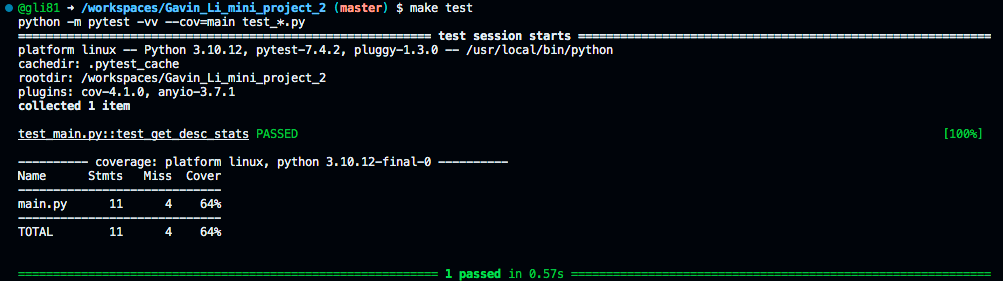 @gli81 → /workspaces/Gavin_Li_mini_project_2 (master) $ make test
python -m pytest -vv --cov=main test_*.py
============================================================ test session starts ============================================================
platform linux -- Python 3.10.12, pytest-7.4.2, pluggy-1.3.0 -- /usr/local/bin/python
cachedir: .pytest_cache
rootdir: /workspaces/Gavin_Li_mini_project_2
plugins: cov-4.1.0, anyio-3.7.1
collected 1 item
test_main.py::test_get_desc_stats PASSED [100%]
---------- coverage: platform linux, python 3.10.12-final-0 ----------
Name Stmts Miss Cover
-----------------------------
main.py 11 4 64%
-----------------------------
TOTAL 11 4 64%
============================================================ 1 passed in 0.57s ============================================================